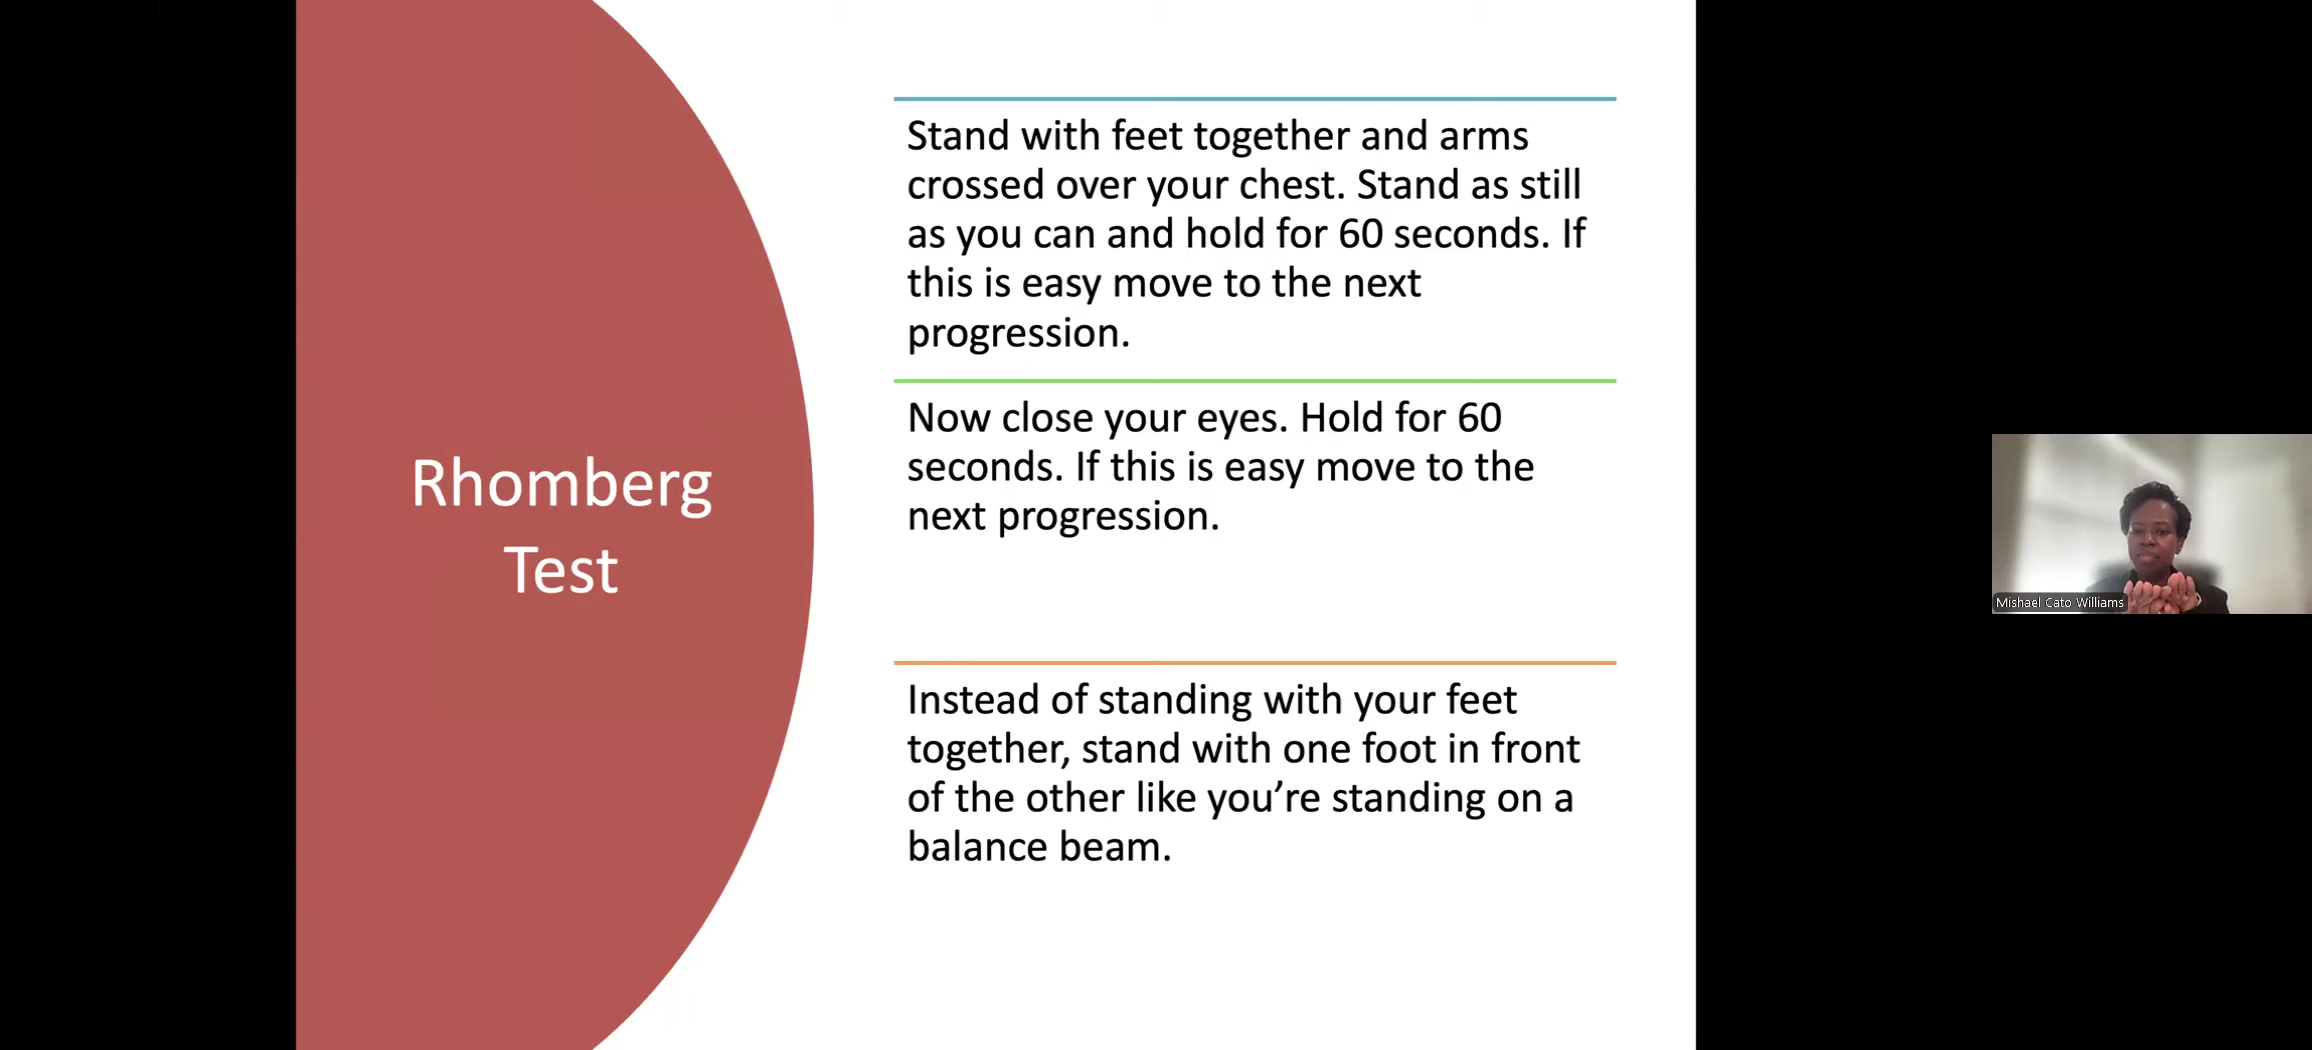 Rhomberg
Test
Stand with feet together and arms
crossed over your chest. Stand as still
as you can and hold for 60 seconds. If
this is easy move to the next
progression.
Now close your eyes. Hold for 60
seconds. If this is easy move to the
next progression.
Instead of standing with your feet
together, stand with one foot in front
of the other like you’re standing on a
balance beam.
Mishael Cato Williams